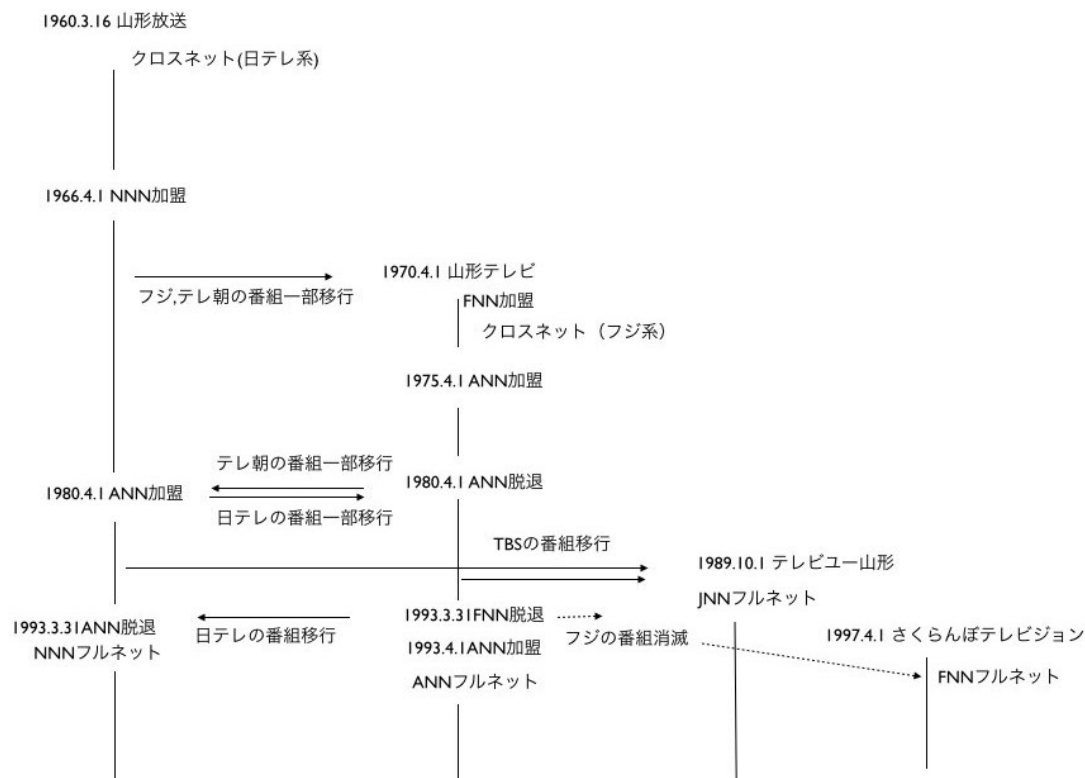 1960.3.16 山形放送
クロスネット(日テレ系)
1966.4.1 NNN加盟
1970.4.1 山形テレビ
フジ,テレ朝の番組一部移行
FNN加盟
クロスネット（フジ系）
1975.4.1 ANN加盟
テレ朝の番組一部移行
1980.4.1 ANN脱退
1980.4.1 ANN加盟
日テレの番組一部移行
TBSの番組移行
1989.10.1 テレビユー山形
JNNフルネット
1993.3.31FNN脱退
1993.3.31ANN脱退
日テレの番組移行
フジの番組消滅
1997.4.1 さくらんぼテレビジョン
NNNフルネット
1993.4.1ANN加盟
ANNフルネット
FNNフルネット